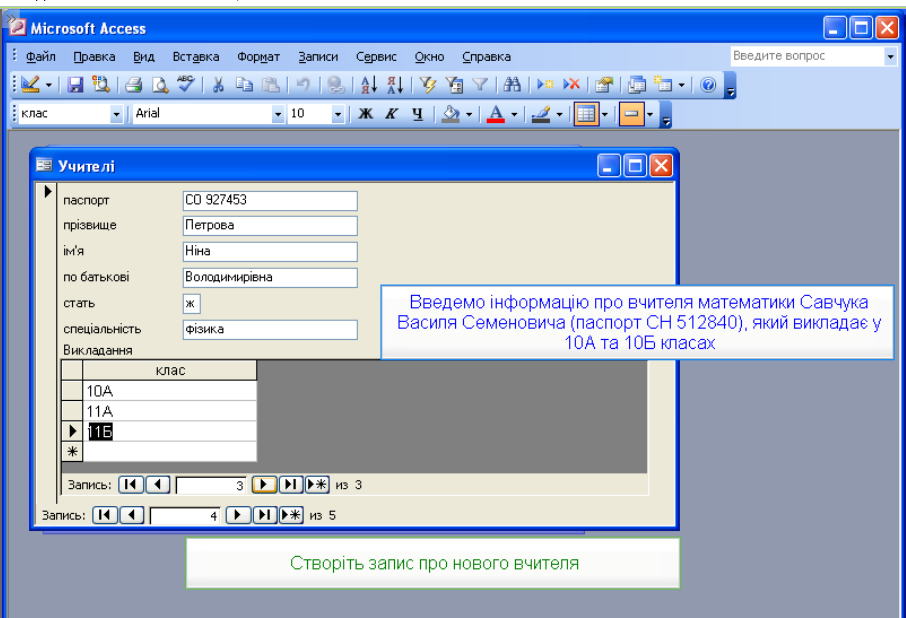 Microsoft Access
Файл Правка Вид Вставка Формат Записи Сервис Окно Справка Введите вопрос
клас Arial 10 Ж К Ч
Учителі
паспорт СО 927453
прізвище Петрова
ім'я Ніна
по батькові Володимирівна
стать ж
спеціальність фізика
Викладання
Введемо інформацію про вчителя математики Савчука
Василя Семеновича (паспорт СН 512840), який викладає у
10А та 10Б класах
клас
10А
11А
11Б
Запись: 3 из 3
Запись: 4 из 5
Створіть запис про нового вчителя